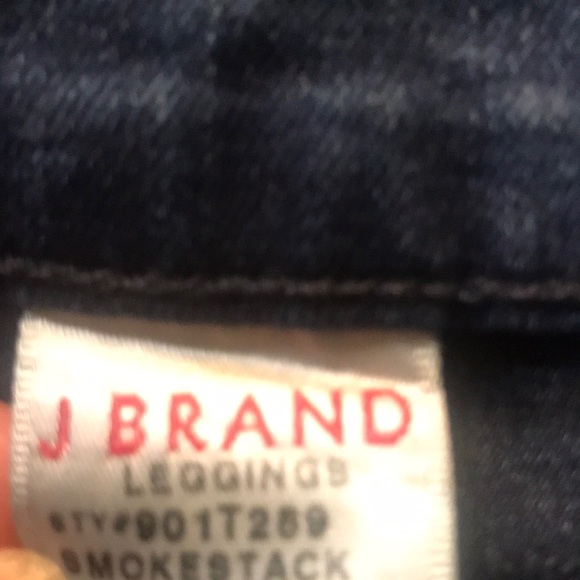 J BRAND
LEGGINGS
STY#901T289
SMOKESTACK